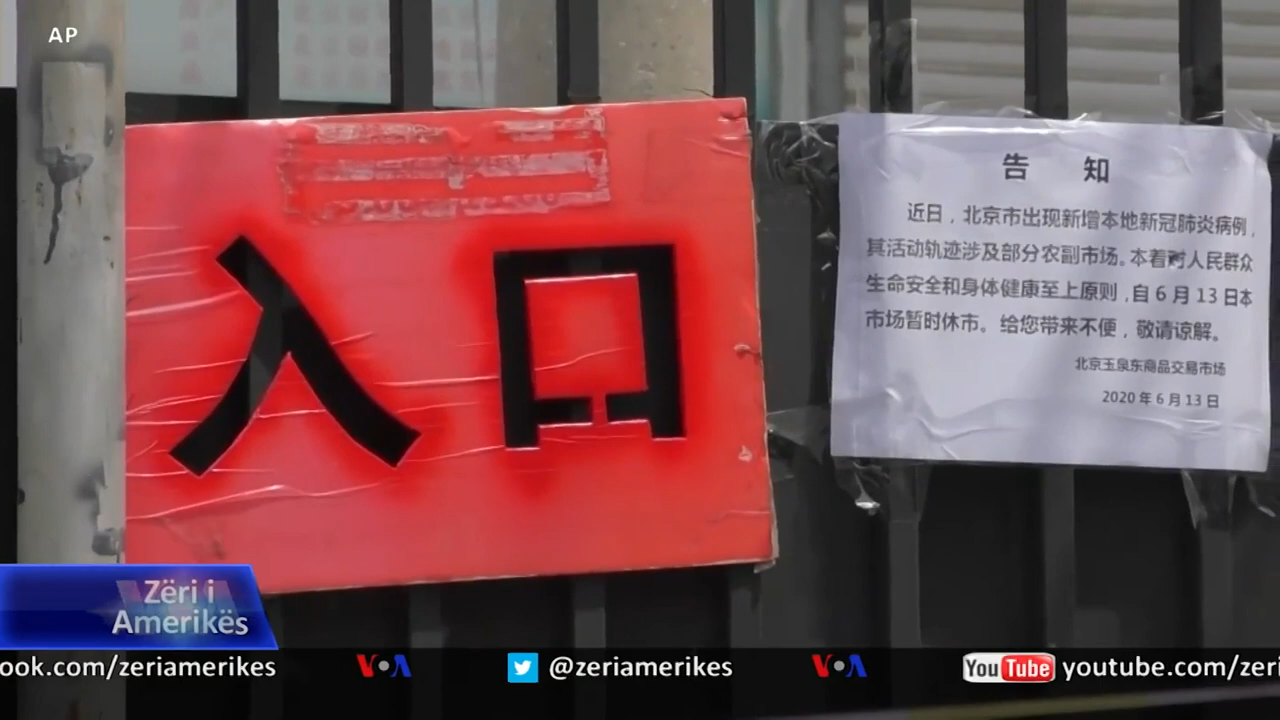 AP
入口
告 知
近日，北京市出现新增本地新冠肺炎病例，
其活动轨迹涉及部分农副市场。本着对人民群众
生命安全和身体健康至上原则，自6月13日本
市场暂时休市。给您带来不便，敬请谅解。
北京玉泉东商品交易市场
2020年6月13日
Zëri i
Amerikës
ook.com/zeriamerikes
VOA
@zeriamerikes
VOA
YouTube
youtube.com/zeri